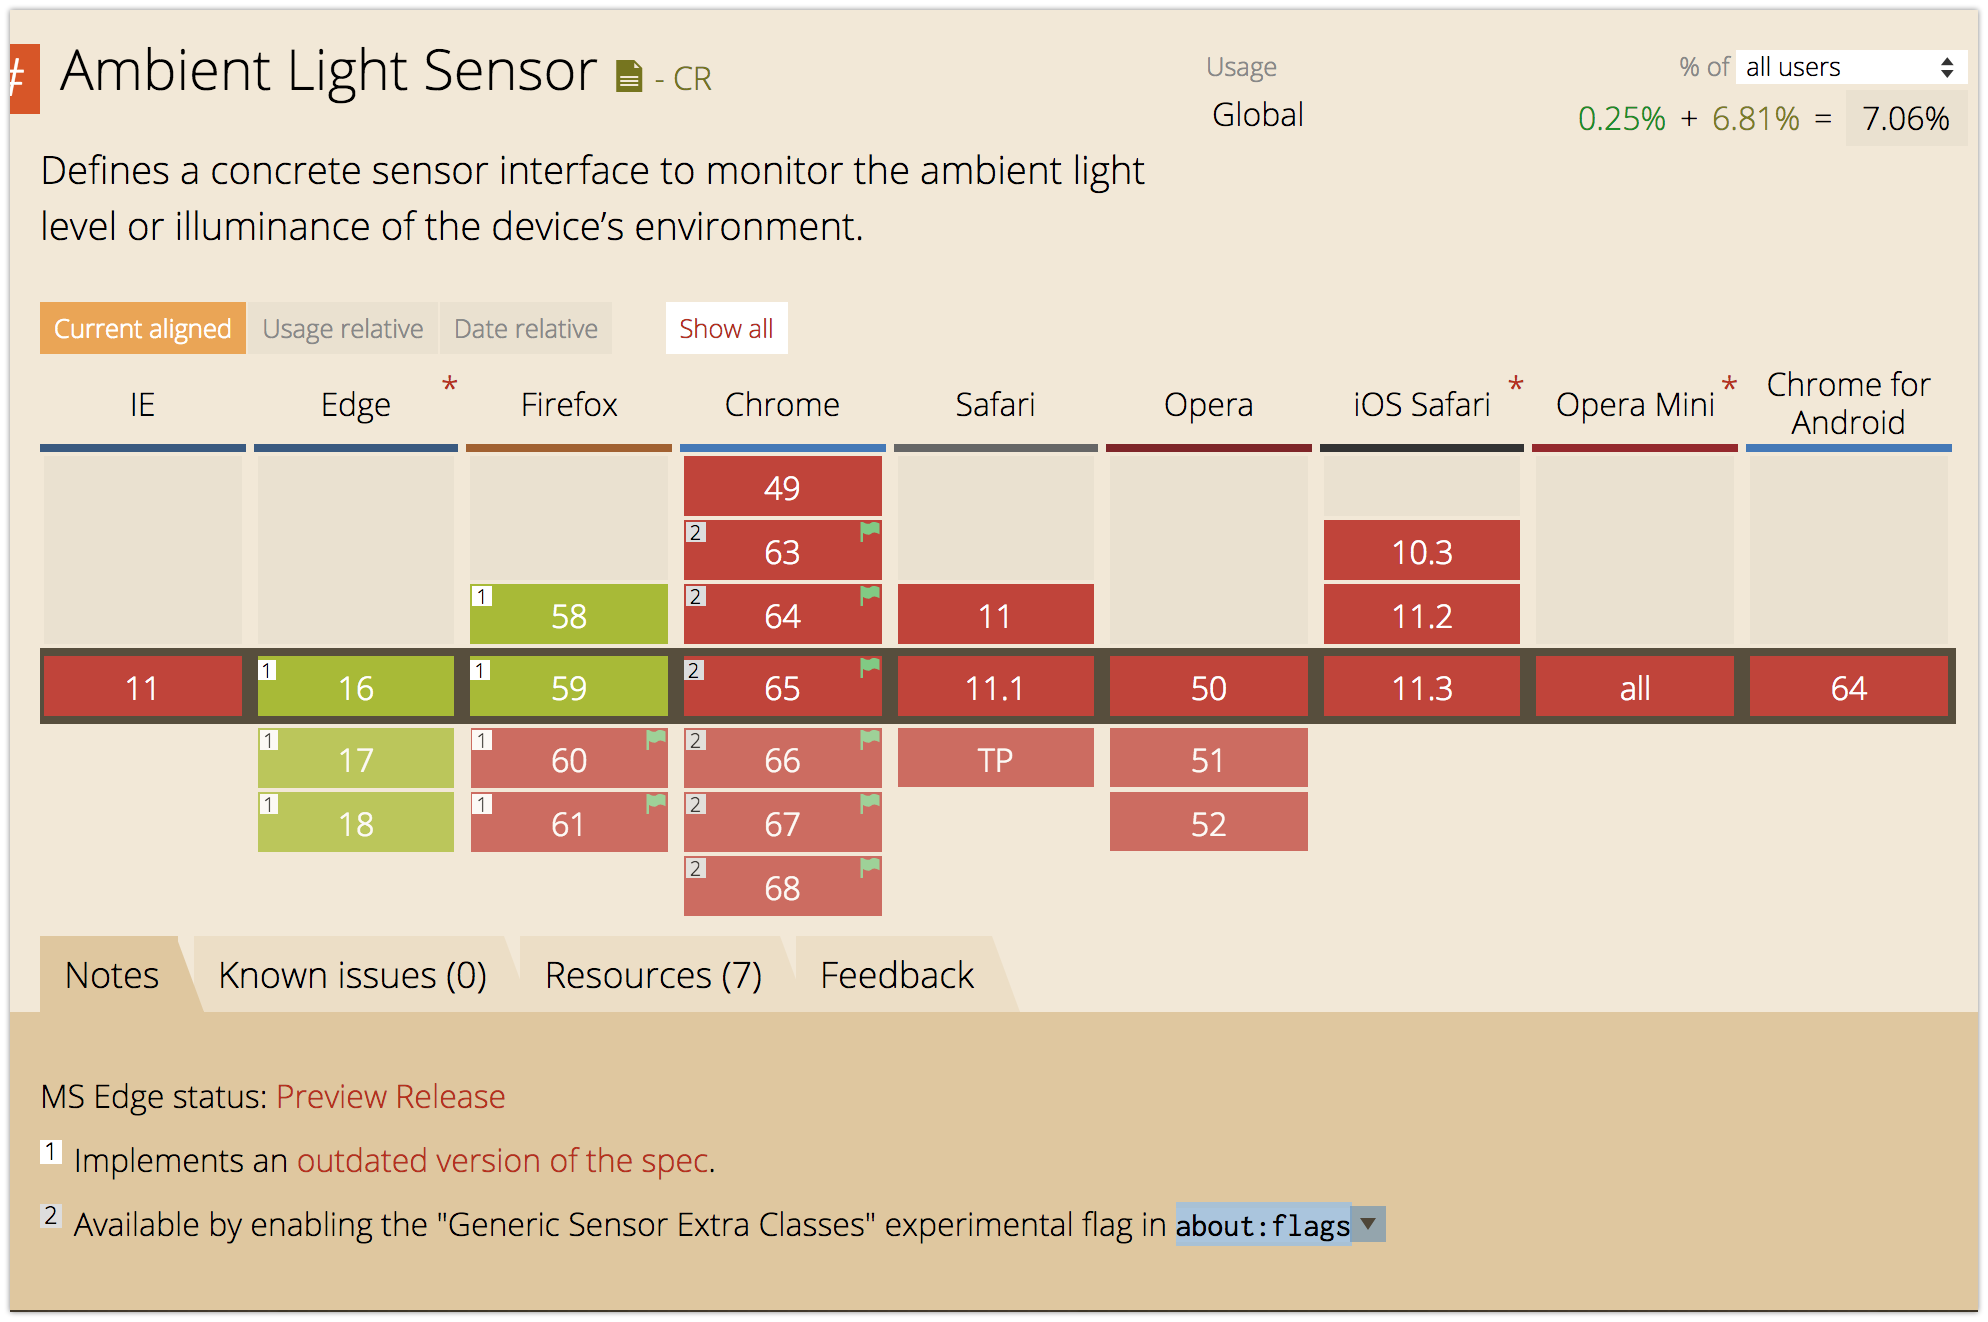 #
Ambient Light Sensor - CR
Usage % of all users
Global 0.25% + 6.81% = 7.06%
Defines a concrete sensor interface to monitor the ambient light
level or illuminance of the device’s environment.
Current aligned Usage relative Date relative Show all
IE Edge * Firefox Chrome Safari Opera iOS Safari * Opera Mini * Chrome for
Android
49
2 63 10.3
1 58 2 64 11 11.2
11 1 16 1 59 2 65 11.1 50 11.3 all 64
1 17 1 60 2 66 TP 51
1 18 1 61 2 67 52
2 68
Notes Known issues (0) Resources (7) Feedback
MS Edge status: Preview Release
1 Implements an outdated version of the spec.
2 Available by enabling the "Generic Sensor Extra Classes" experimental flag in about:flags